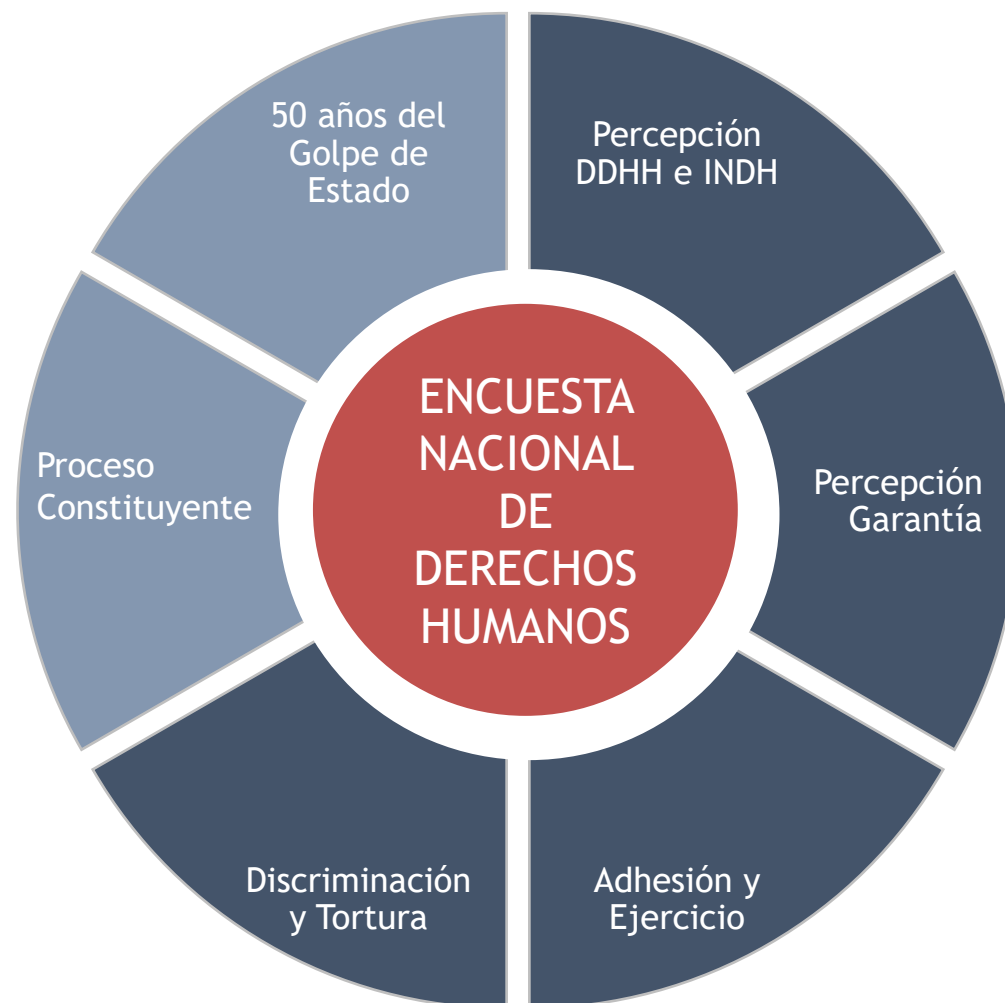 50 años del
Golpe de
Estado
Percepción
DDHH e INDH
ENCUESTA
NACIONAL
DE
DERECHOS
HUMANOS
Proceso
Constituyente
Percepción
Garantía
Discriminación
y Tortura
Adhesión y
Ejercicio